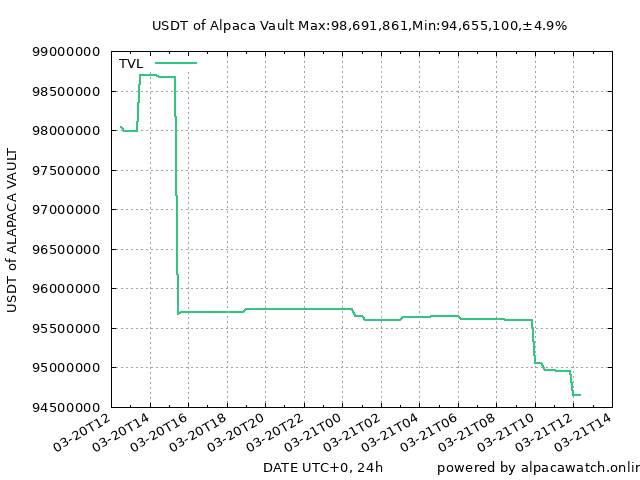 USDT of Alpaca Vault Max:98,691,861,Min:94,655,100,±4.9%
TVL
99000000
98500000
98000000
97500000
97000000
96500000
96000000
95500000
95000000
94500000
USDT of ALAPACA VAULT
03-20T12
03-20T14
03-20T16
03-20T18
03-20T20
03-20T22
03-21T00
03-21T02
03-21T04
03-21T06
03-21T08
03-21T10
03-21T12
03-21T14
DATE UTC+0, 24h
powered by alpacawatch.onlin